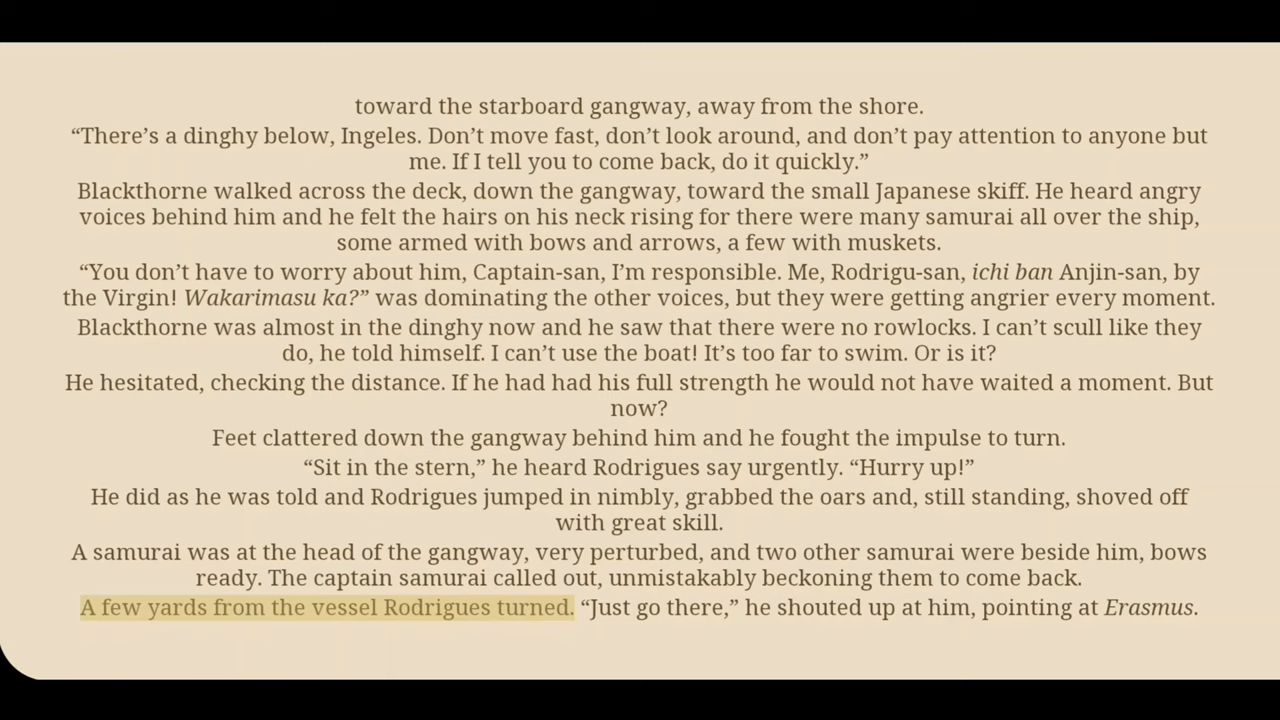 toward the starboard gangway, away from the shore.
“There’s a dinghy below, Ingeles. Don’t move fast, don’t look around, and don’t pay attention to anyone but
me. If I tell you to come back, do it quickly.”
Blackthorne walked across the deck, down the gangway, toward the small Japanese skiff. He heard angry
voices behind him and he felt the hairs on his neck rising for there were many samurai all over the ship,
some armed with bows and arrows, a few with muskets.
“You don’t have to worry about him, Captain-san, I’m responsible. Me, Rodrigu-san, ichi ban Anjin-san, by
the Virgin! Wakarimasu ka?” was dominating the other voices, but they were getting angrier every moment.
Blackthorne was almost in the dinghy now and he saw that there were no rowlocks. I can’t scull like they
do, he told himself. I can’t use the boat! It’s too far to swim. Or is it?
He hesitated, checking the distance. If he had had his full strength he would not have waited a moment. But
now?
Feet clattered down the gangway behind him and he fought the impulse to turn.
“Sit in the stern,” he heard Rodrigues say urgently. “Hurry up!”
He did as he was told and Rodrigues jumped in nimbly, grabbed the oars and, still standing, shoved off
with great skill.
A samurai was at the head of the gangway, very perturbed, and two other samurai were beside him, bows
ready. The captain samurai called out, unmistakably beckoning them to come back.
A few yards from the vessel Rodrigues turned. “Just go there,” he shouted up at him, pointing at Erasmus.